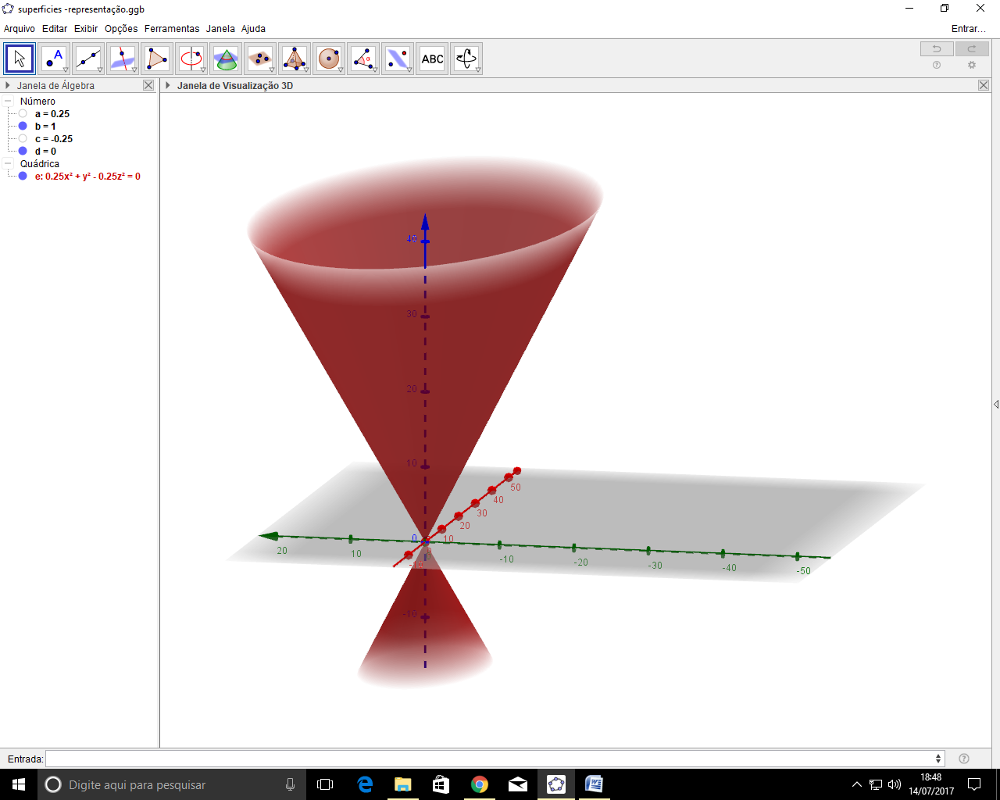 superficies -representação.ggb
Arquivo Editar Exibir Opções Ferramentas Janela Ajuda
Entrar...
A
α
ABC
Janela de Álgebra
Janela de Visualização 3D
Número
a = 0.25
b = 1
c = -0.25
d = 0
Quádrica
e: 0.25x² + y² - 0.25z² = 0
40
30
20
10
0
-10
50
40
30
20
10
0
-10
20
10
-10
-20
-30
-40
-50
Entrada:
Digite aqui para pesquisar
18:48
14/07/2017